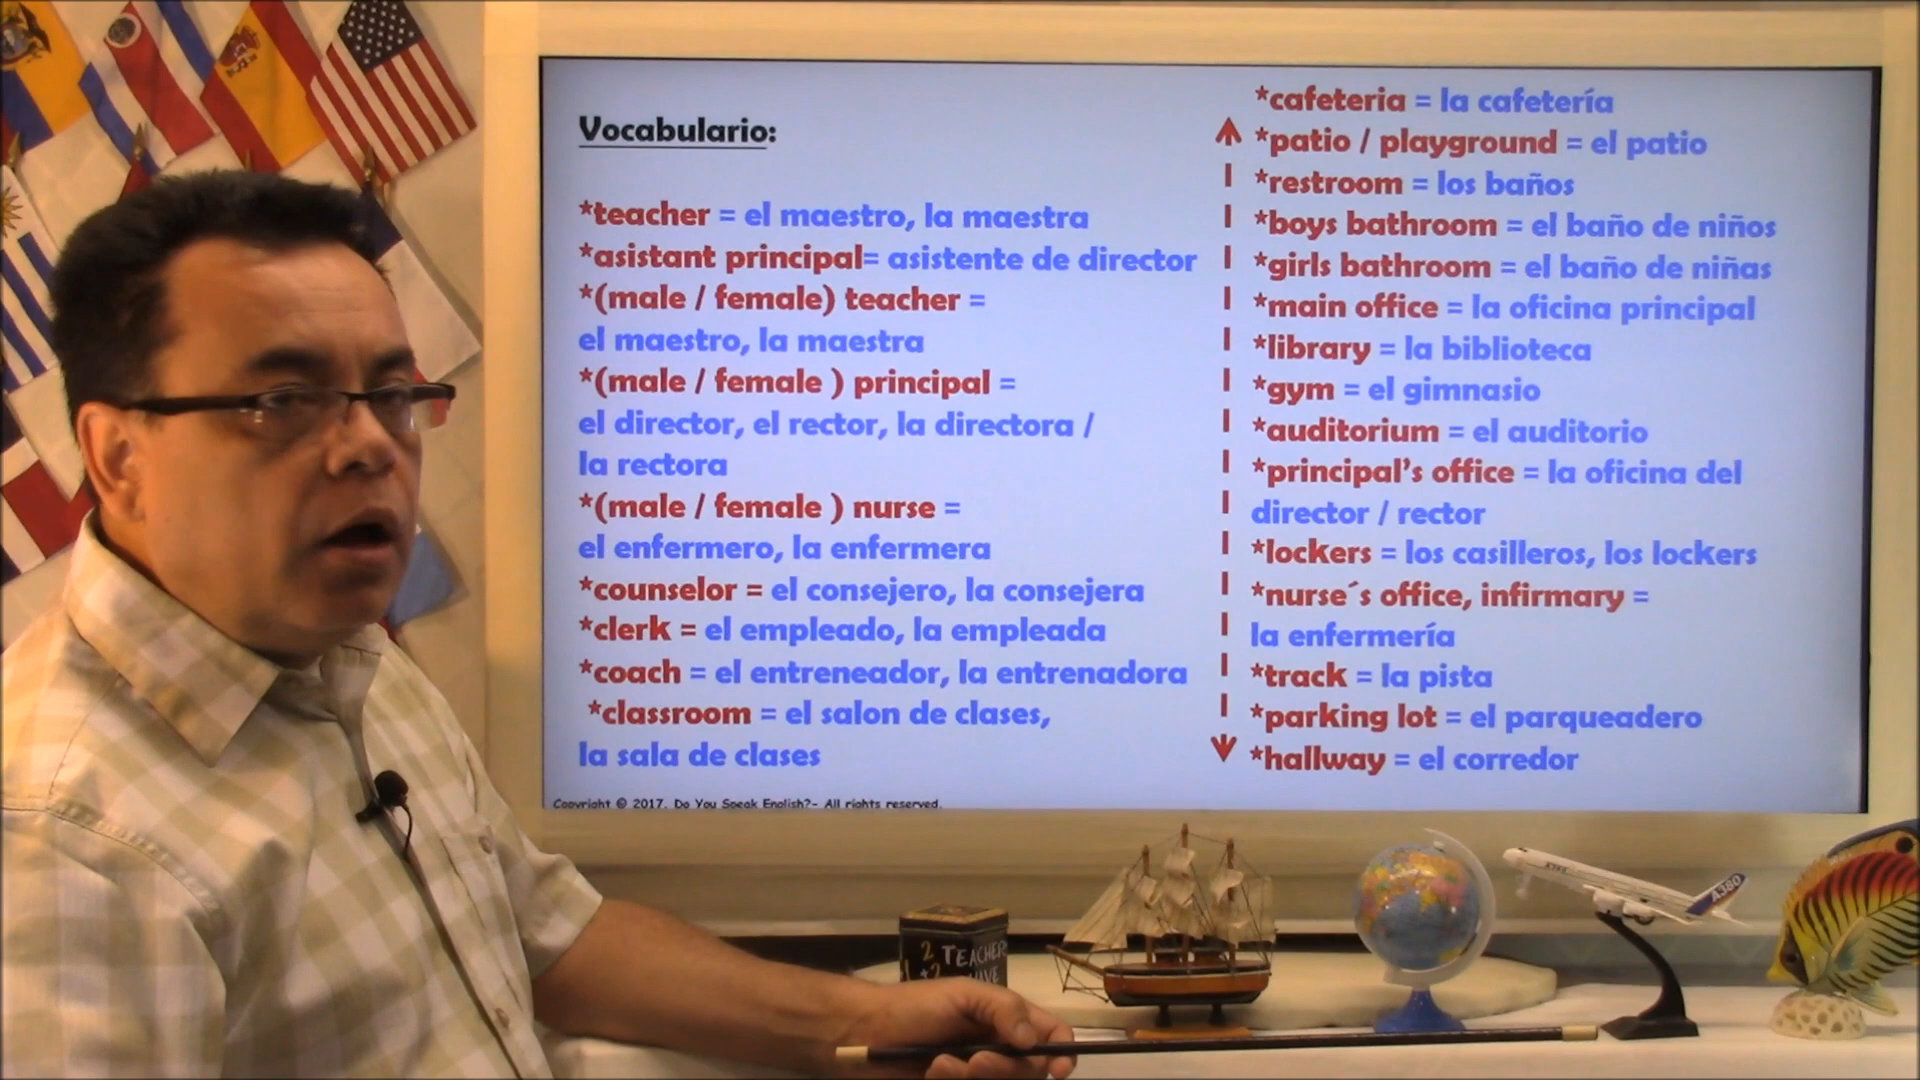 Vocabulario:
*teacher = el maestro, la maestra
*asistant principal= asistente de director
*(male / female) teacher =
el maestro, la maestra
*(male / female ) principal =
el director, el rector, la directora /
la rectora
*(male / female ) nurse =
el enfermero, la enfermera
*counselor = el consejero, la consejera
*clerk = el empleado, la empleada
*coach = el entreneador, la entrenadora
*classroom = el salon de clases,
la sala de clases
Copyright © 2017. Do You Speak English?- All rights reserved.
*cafeteria = la cafetería
*patio / playground = el patio
*restroom = los baños
*boys bathroom = el baño de niños
*girls bathroom = el baño de niñas
*main office = la oficina principal
*library = la biblioteca
*gym = el gimnasio
*auditorium = el auditorio
*principal’s office = la oficina del
director / rector
*lockers = los casilleros, los lockers
*nurse´s office, infirmary =
la enfermería
*track = la pista
*parking lot = el parqueadero
*hallway = el corredor
2 TEACHER
A380